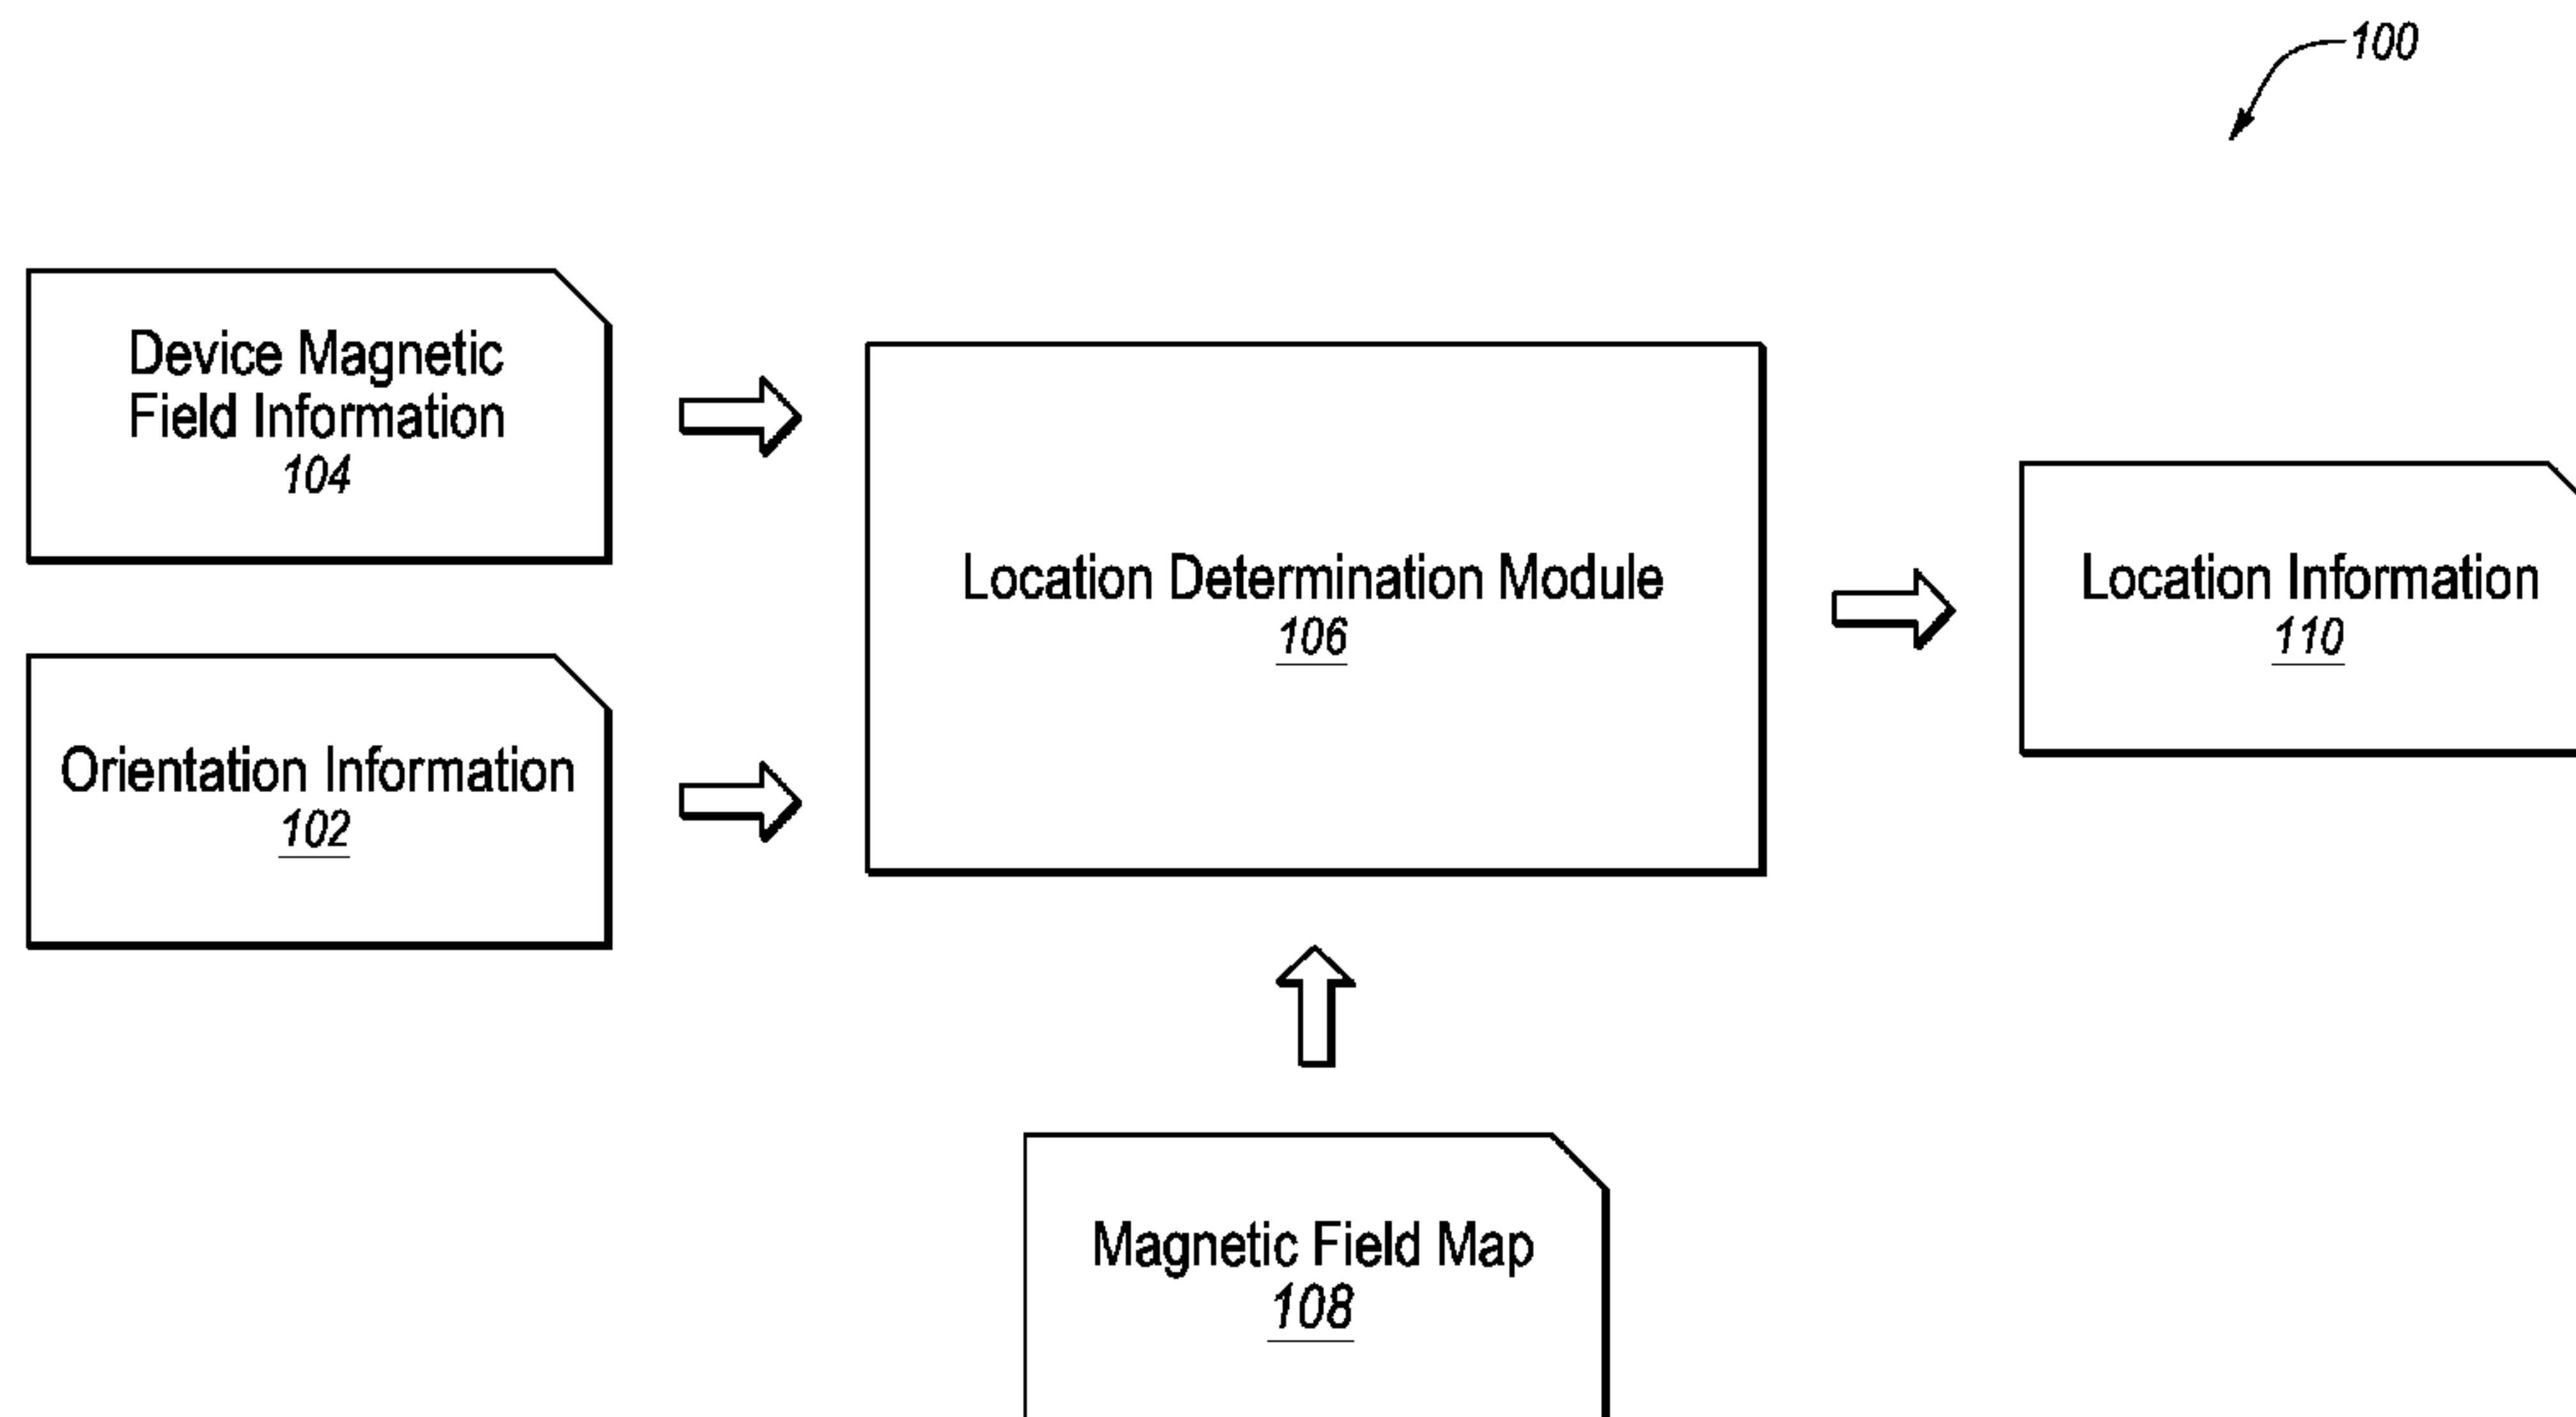 100
Device Magnetic
Field Information
104
Orientation Information
102
Location Determination Module
106
Location Information
110
Magnetic Field Map
108